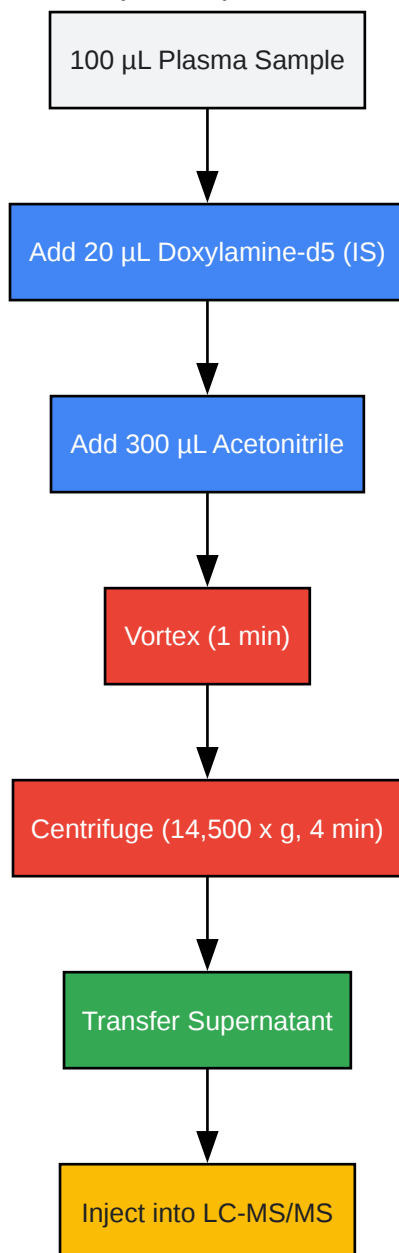 100 µL Plasma Sample
Add 20 µL Doxylamine-d5 (IS)
Add 300 µL Acetonitrile
Vortex (1 min)
Centrifuge (14,500 x g, 4 min)
Transfer Supernatant
Inject into LC-MS/MS